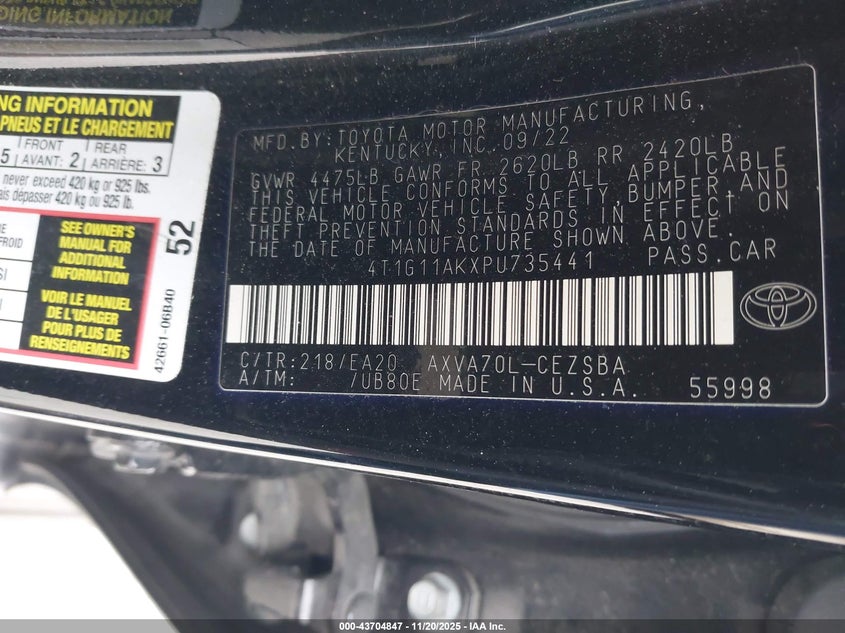 DING INFORMATION
NG INFORMATION
PNEUS ET LE CHARGEMENT
5 FRONT AVANT: 2 REAR ARRIÈRE: 3
never exceed 420 kg or 925 lbs.
dépasser 420 kg ou 925 lb.
SEE OWNER'S
MANUAL FOR
ADDITIONAL
INFORMATION
VOIR LE MANUEL
DE L'USAGER
POUR PLUS DE
RENSEIGNEMENTS
FROID
52
42661-06B40
MFD. BY: TOYOTA MOTOR MANUFACTURING,
KENTUCKY, INC. 09/22
GVWR 4475LB GAWR FR 2620LB RR 2420LB
THIS VEHICLE CONFORMS TO ALL APPLICABLE
FEDERAL MOTOR VEHICLE SAFETY, BUMPER, AND
THEFT PREVENTION STANDARDS IN EFFECT ON
THE DATE OF MANUFACTURE SHOWN ABOVE.
4T1G11AKXPU735441 PASS.CAR
C/TR:218/EA20 AXVA70L-CEZSBA
A/TM: /UB80E MADE IN U.S.A. 55998
000-43704847 - 11/20/2025 - IAA Inc.